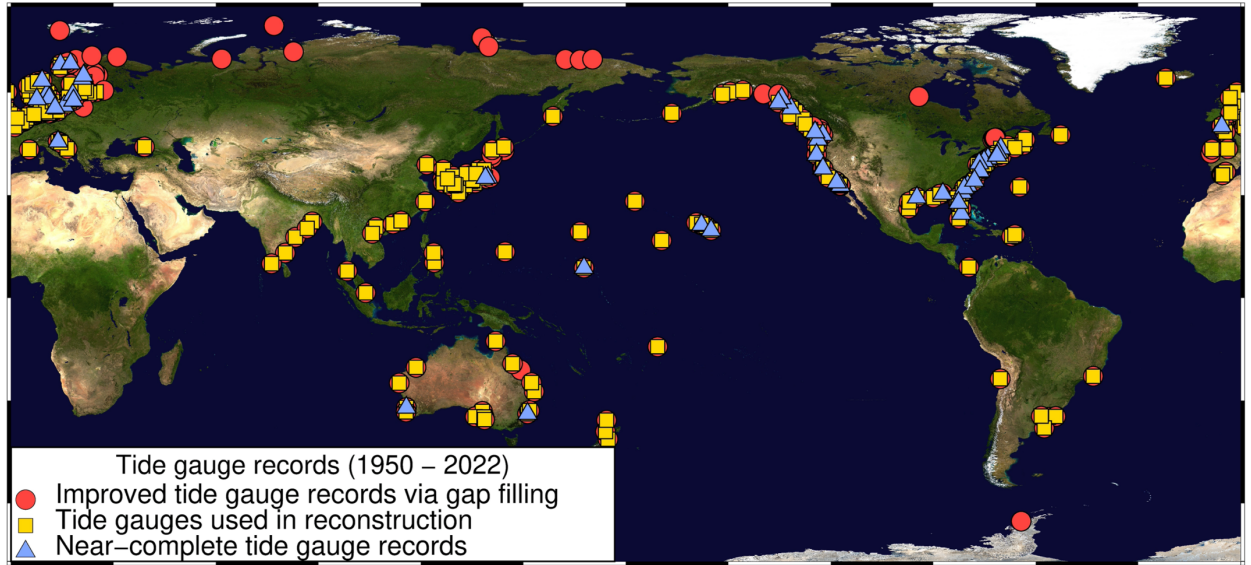 Tide gauge records (1950 − 2022)
Improved tide gauge records via gap filling
Tide gauges used in reconstruction
Near−complete tide gauge records